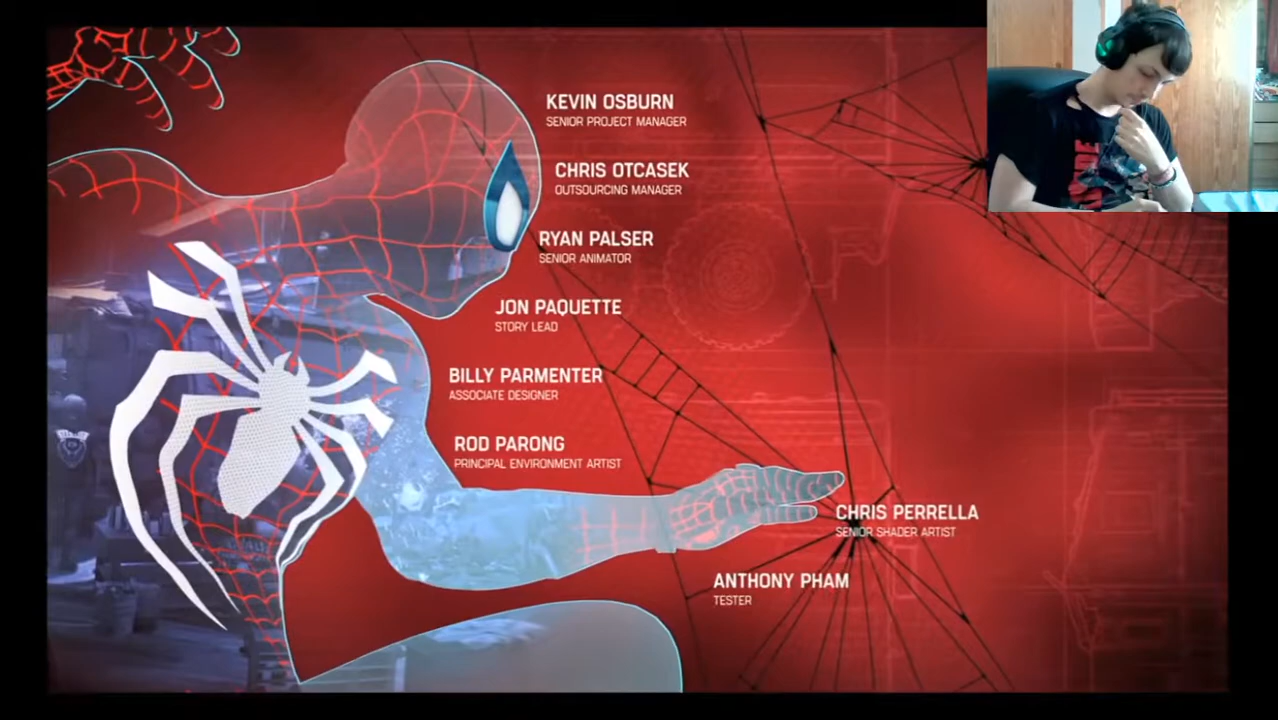 KEVIN OSBURN
SENIOR PROJECT MANAGER
CHRIS OTCASEK
OUTSOURCING MANAGER
RYAN PALSER
SENIOR ANIMATOR
JON PAQUETTE
STORY LEAD
BILLY PARMENTER
ASSOCIATE DESIGNER
ROD PARONG
PRINCIPAL ENVIRONMENT ARTIST
CHRIS PERRELLA
SENIOR SHADER ARTIST
ANTHONY PHAM
TESTER